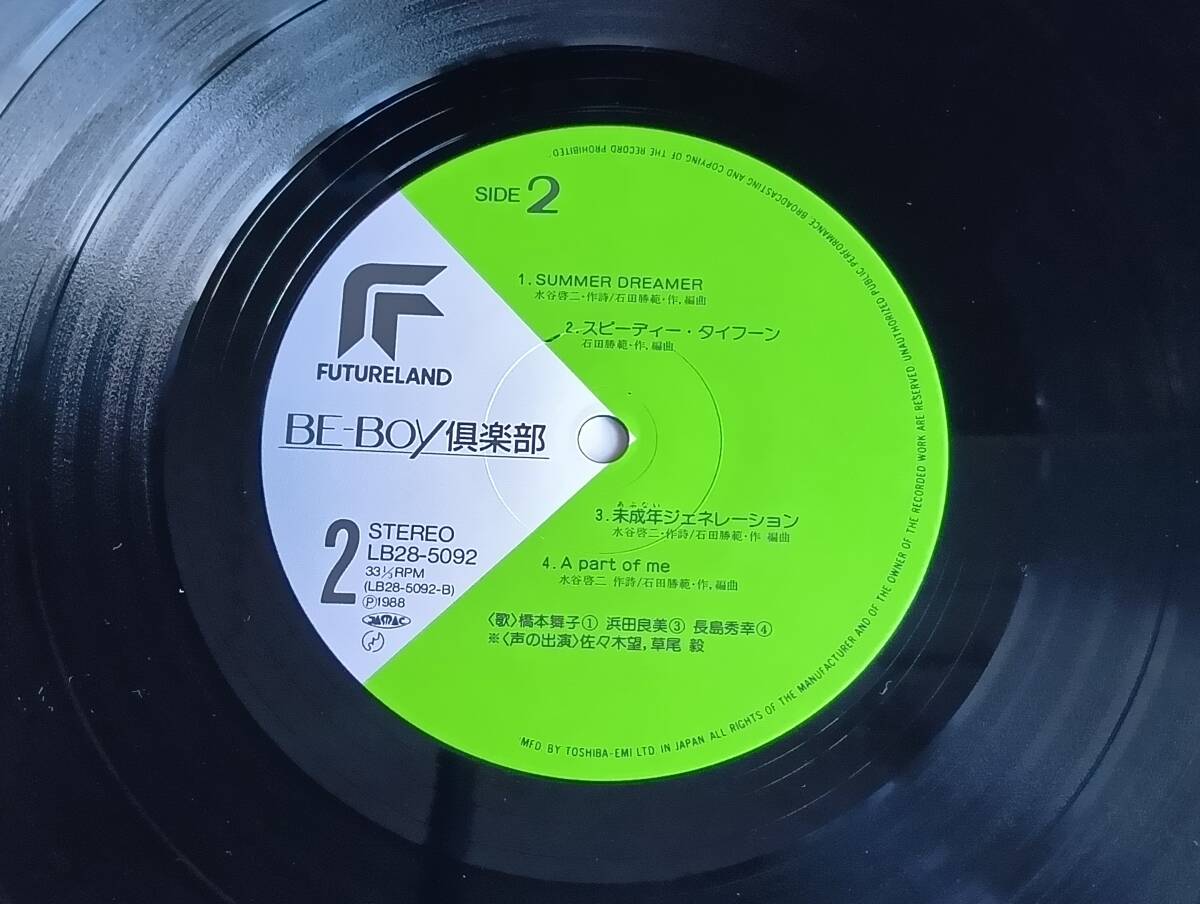 SIDE 2
1. SUMMER DREAMER
水谷啓二・作詩/石田勝範・作,編曲
2. スピーディー・タイフーン
石田勝範・作,編曲
FUTURELAND
BE-BOY倶楽部
あぶない
3. 未成年ジェネレーション
水谷啓二・作詩/石田勝範・作 編曲
4. A part of me
水谷啓二 作詩/石田勝範・作,編曲
〈歌〉橋本舞子① 浜田良美③ 長島秀幸④
※〈声の出演〉佐々木望,草尾 毅
2
STEREO
LB28-5092
33⅓RPM
(LB28-5092-B)
Ⓟ1988
JASRAC
MFD BY TOSHIBA-EMI LTD. IN JAPAN ALL RIGHTS OF THE MANUFACTURER AND OF THE OWNER OF THE RECORDED WORK ARE RESERVED UNAUTHORIZED PUBLIC PERFORMANCE BROADCASTING AND COPYING OF THE RECORD PROHIBITED